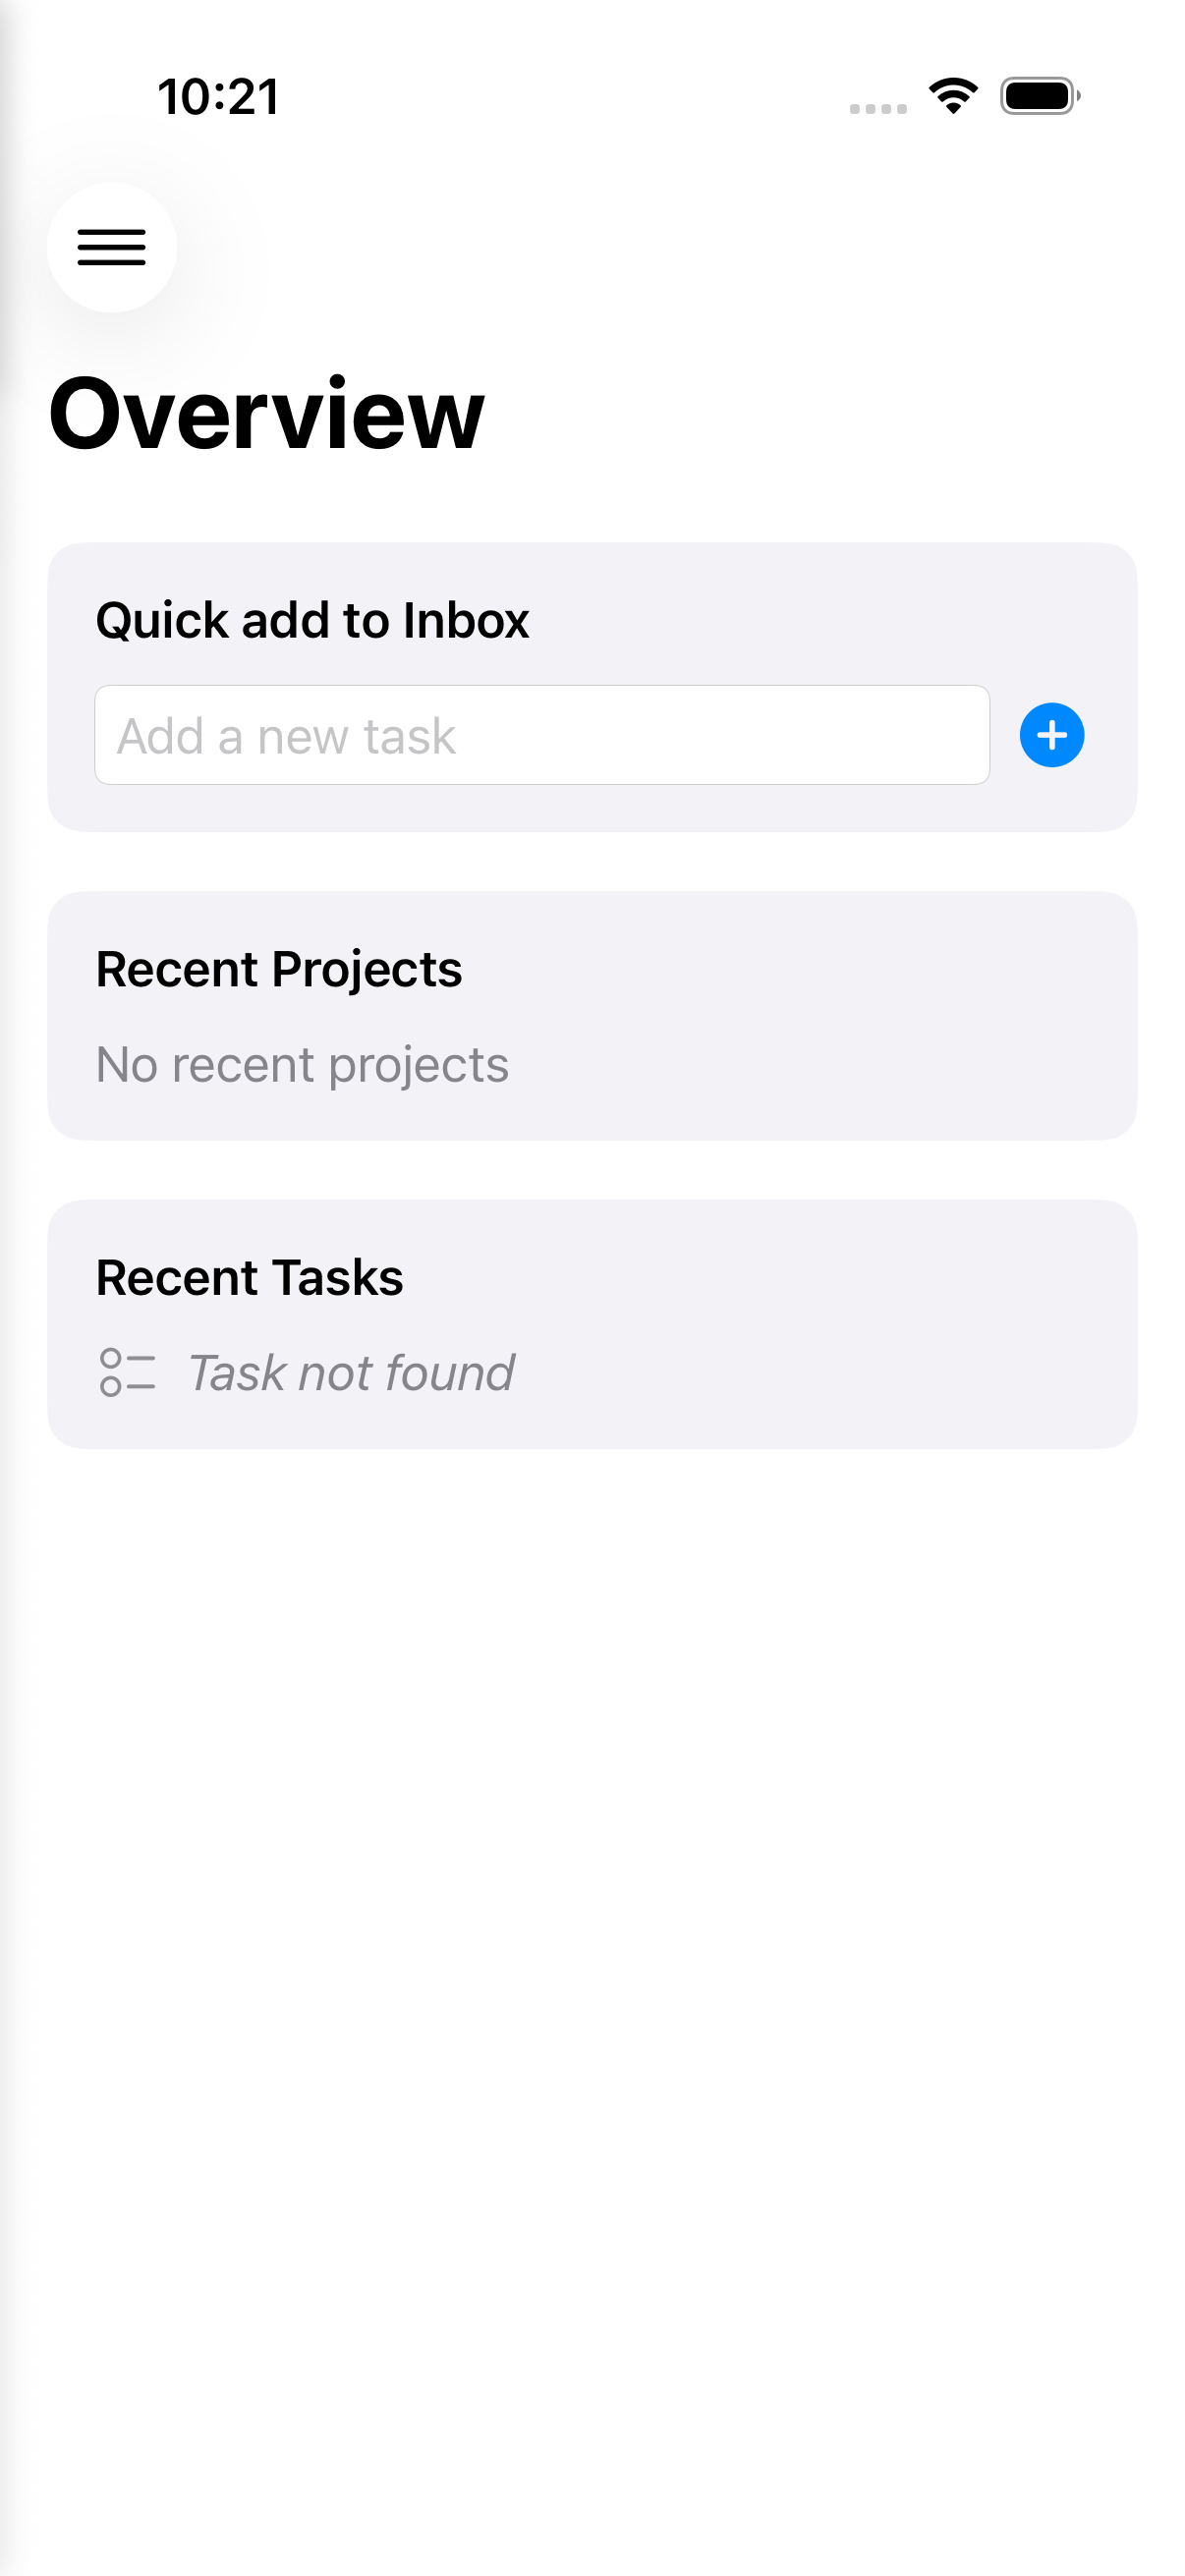 10:21
Overview
Quick add to Inbox
Add a new task
Recent Projects
No recent projects
Recent Tasks
Task not found